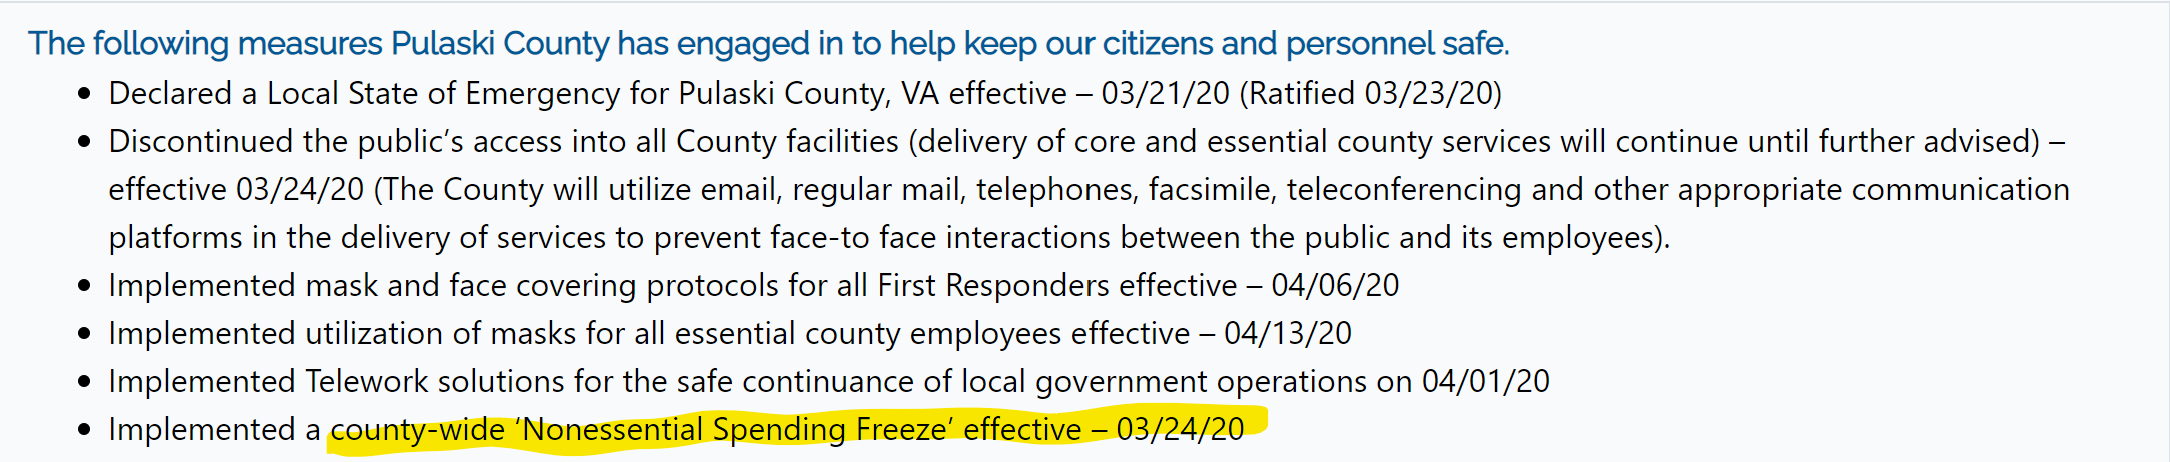 The following measures Pulaski County has engaged in to help keep our citizens and personnel safe.
• Declared a Local State of Emergency for Pulaski County, VA effective – 03/21/20 (Ratified 03/23/20)
• Discontinued the public’s access into all County facilities (delivery of core and essential county services will continue until further advised) –
effective 03/24/20 (The County will utilize email, regular mail, telephones, facsimile, teleconferencing and other appropriate communication
platforms in the delivery of services to prevent face-to face interactions between the public and its employees).
• Implemented mask and face covering protocols for all First Responders effective – 04/06/20
• Implemented utilization of masks for all essential county employees effective – 04/13/20
• Implemented Telework solutions for the safe continuance of local government operations on 04/01/20
• Implemented a county-wide ‘Nonessential Spending Freeze’ effective – 03/24/20